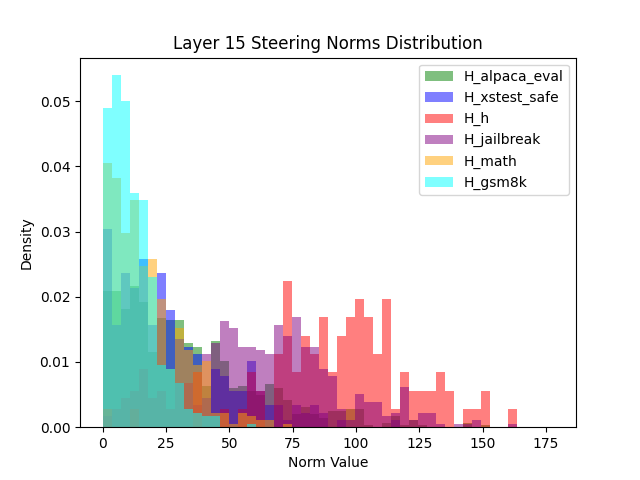 Layer 15 Steering Norms Distribution
H_alpaca_eval
H_xstest_safe
H_h
H_jailbreak
H_math
H_gsm8k
Density
0.05
0.04
0.03
0.02
0.01
0.00
0 25 50 75 100 125 150 175
Norm Value